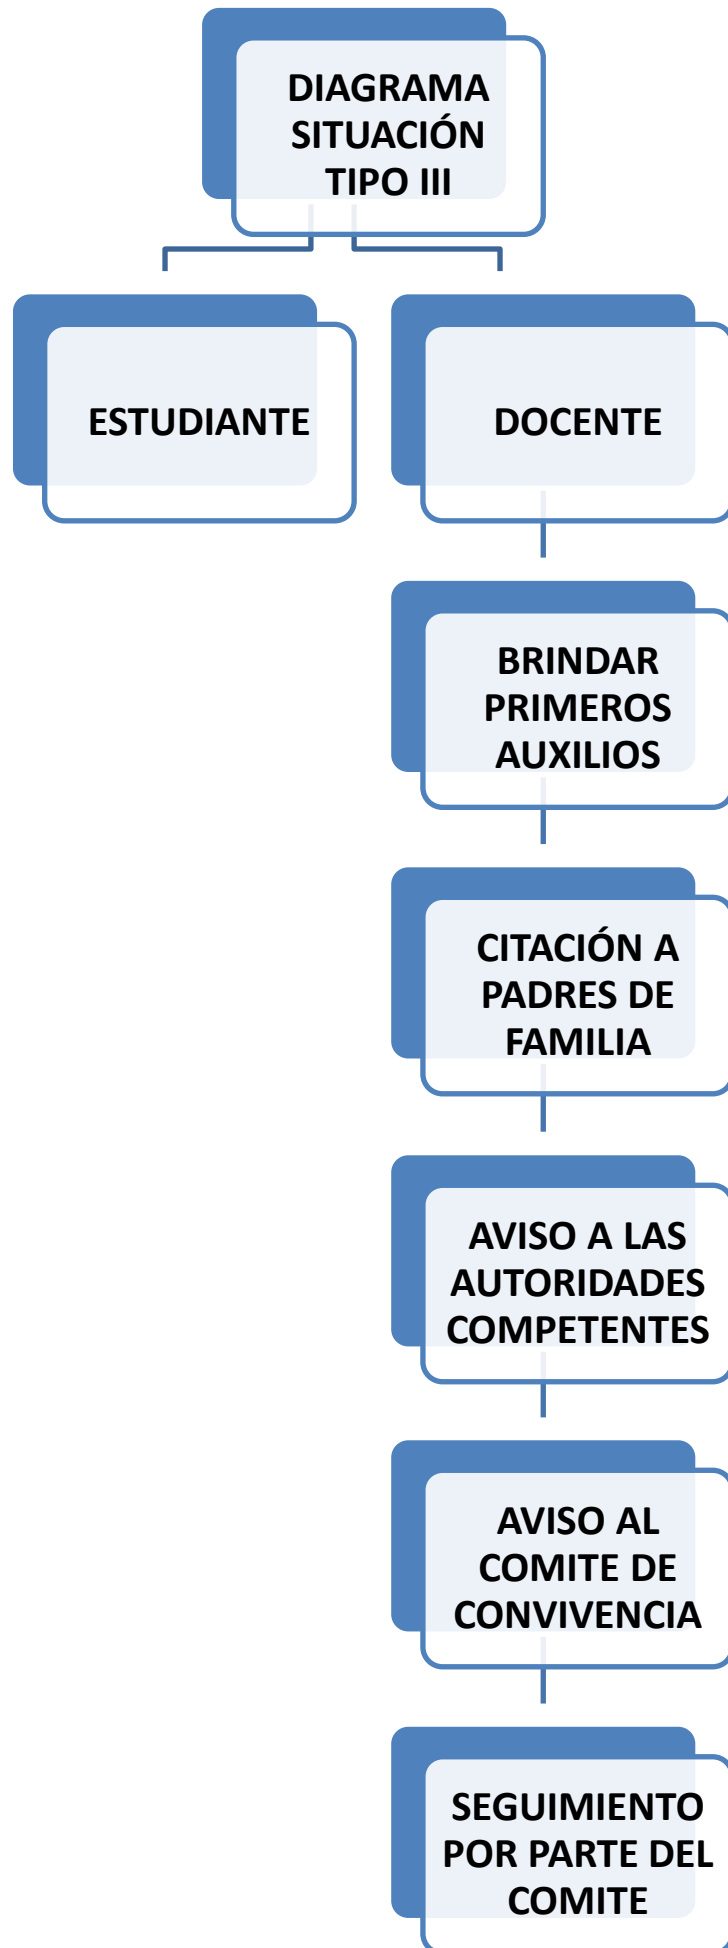 DIAGRAMA
SITUACIÓN
TIPO III
ESTUDIANTE
DOCENTE
BRINDAR
PRIMEROS
AUXILIOS
CITACIÓN A
PADRES DE
FAMILIA
AVISO A LAS
AUTORIDADES
COMPETENTES
AVISO AL
COMITE DE
CONVIVENCIA
SEGUIMIENTO
POR PARTE DEL
COMITE